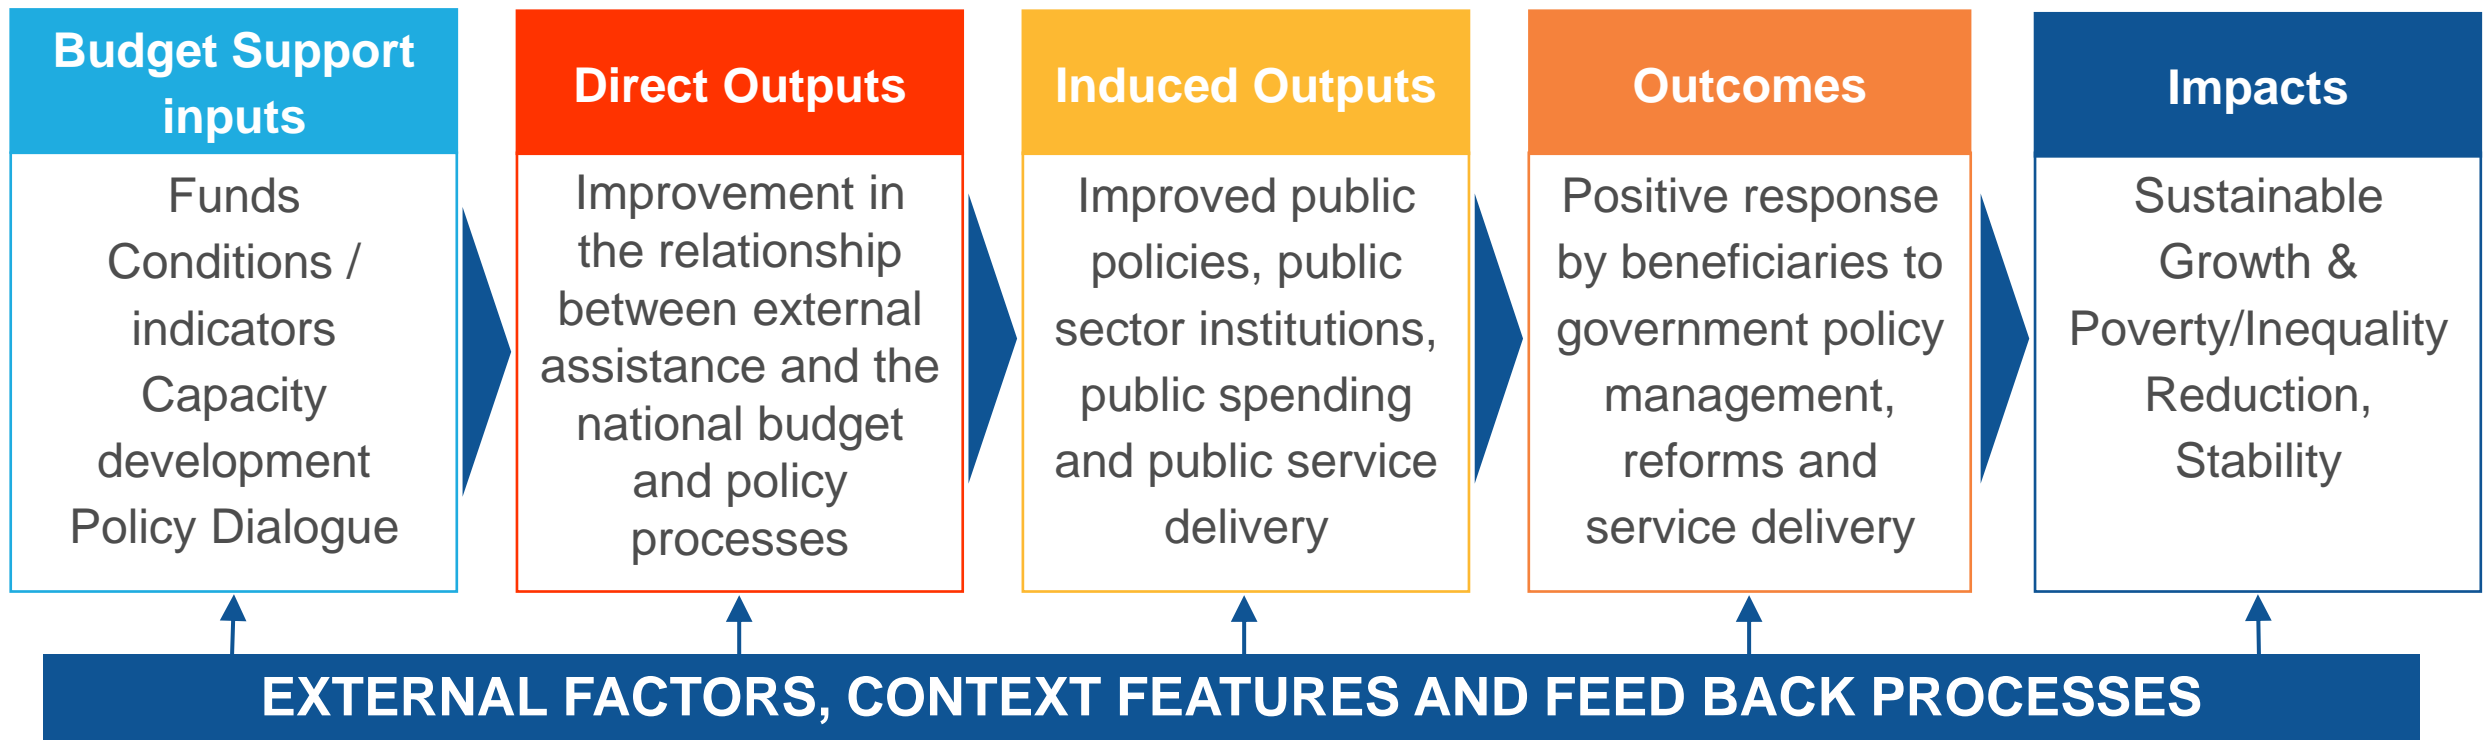 Budget Support
inputs
Funds
Conditions /
indicators
Capacity
development
Policy Dialogue
Direct Outputs
Improvement in
the relationship
between external
assistance and the
national budget
and policy
processes
Induced Outputs
Improved public
policies, public
sector institutions,
public spending
and public service
delivery
Outcomes
Positive response
by beneficiaries to
government policy
management,
reforms and
service delivery
Impacts
Sustainable
Growth &
Poverty/Inequality
Reduction,
Stability
EXTERNAL FACTORS, CONTEXT FEATURES AND FEED BACK PROCESSES